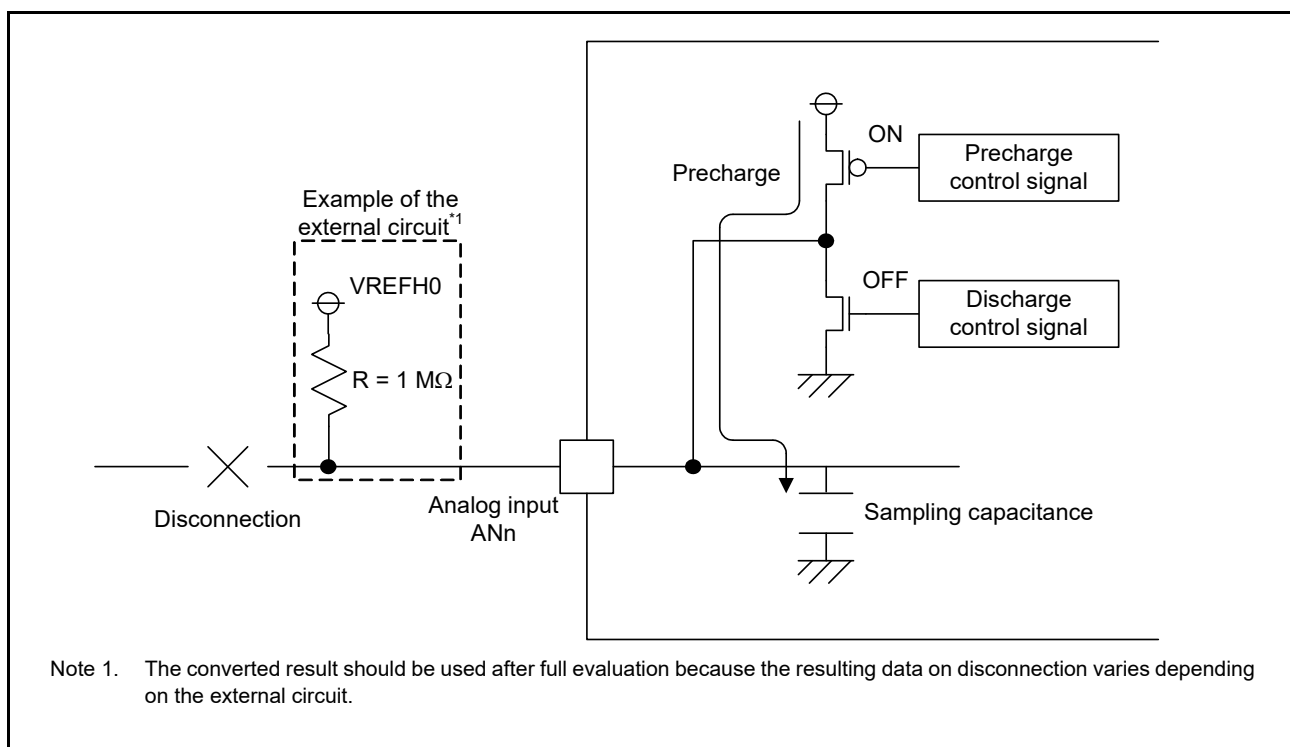 ON
Precharge
control signal
Precharge
Example of the
external circuit*1
VREFH0
R = 1 MΩ
OFF
Discharge
control signal
Disconnection
Analog input
ANn
Sampling capacitance
Note 1. The converted result should be used after full evaluation because the resulting data on disconnection varies depending
on the external circuit.